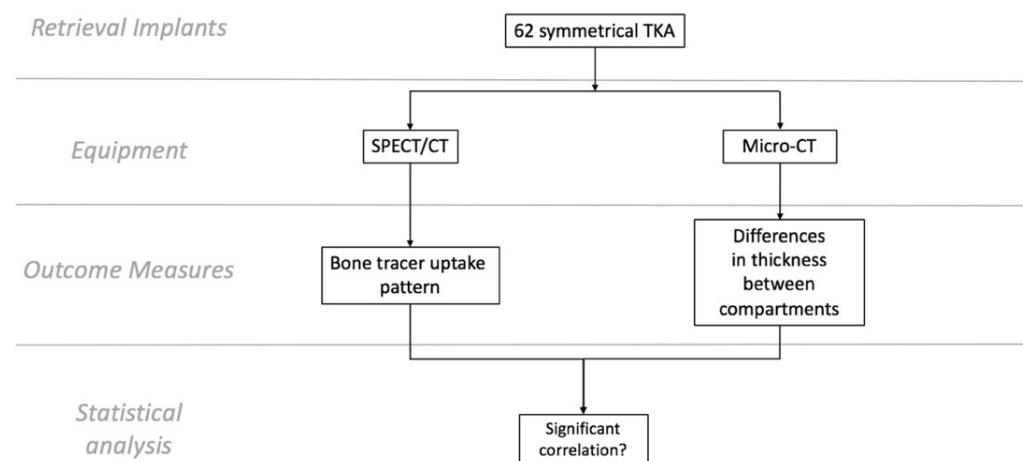 Retrieval Implants
62 symmetrical TKA
Equipment
SPECT/CT
Micro-CT
Outcome Measures
Bone tracer uptake
pattern
Differences
in thickness
between
compartments
Statistical
analysis
Significant
correlation?